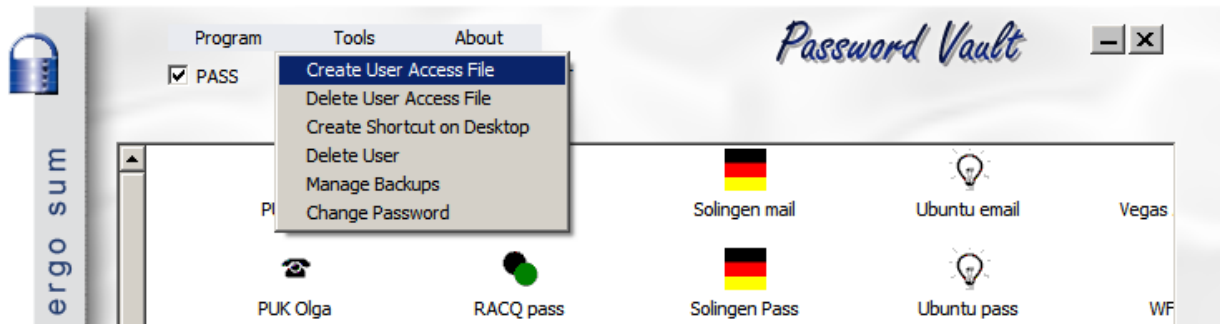 Program Tools About
Password Vault
PASS
Create User Access File
Delete User Access File
Create Shortcut on Desktop
Delete User
Manage Backups
Change Password
ergo sum
Solingen mail
Ubuntu email
Vegas
PUK Olga
RACQ pass
Solingen Pass
Ubuntu pass
WF